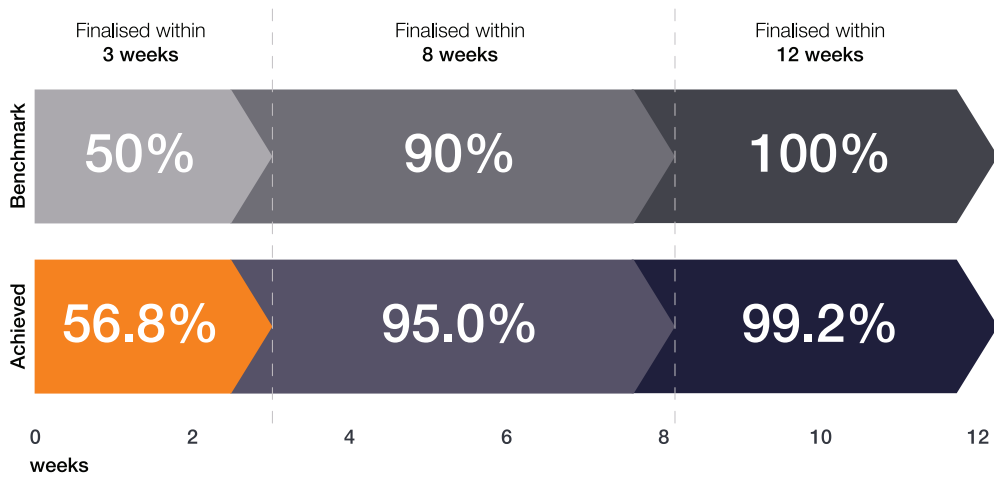 Finalised within
3 weeks
Finalised within
8 weeks
Finalised within
12 weeks
Benchmark
50%
90%
100%
Achieved
56.8%
95.0%
99.2%
0 2 4 6 8 10 12
weeks